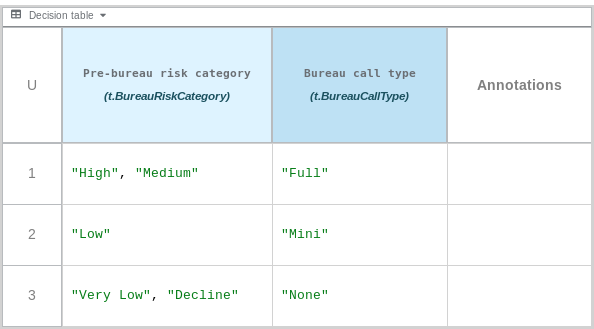 Decision table
U
Pre-bureau risk category
(t.BureauRiskCategory)
Bureau call type
(t.BureauCallType)
Annotations
1
"High", "Medium"
"Full"
2
"Low"
"Mini"
3
"Very Low", "Decline"
"None"